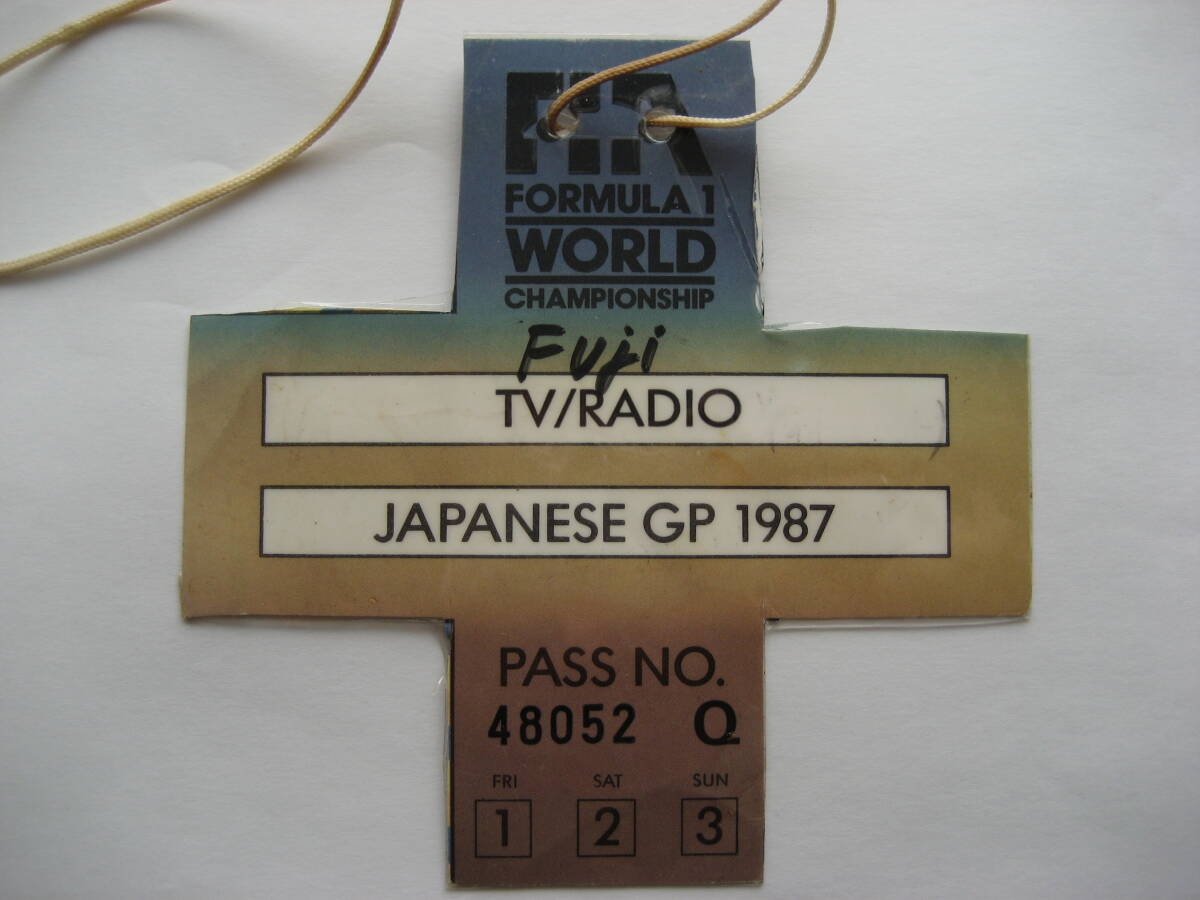 FIA
FORMULA 1
WORLD
CHAMPIONSHIP
Fuji
TV/RADIO
JAPANESE GP 1987
PASS NO.
48052 Q
FRI SAT SUN
1 2 3